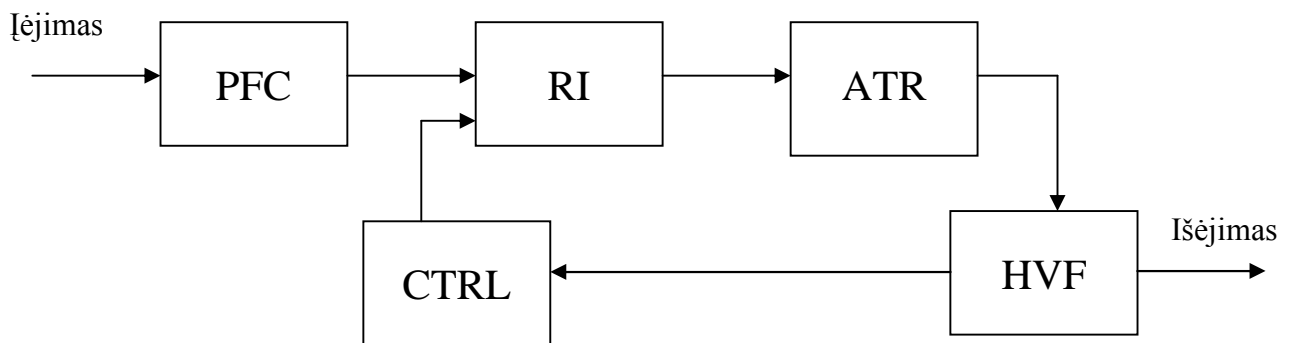 Įėjimas
PFC
RI
ATR
CTRL
HVF
Išėjimas